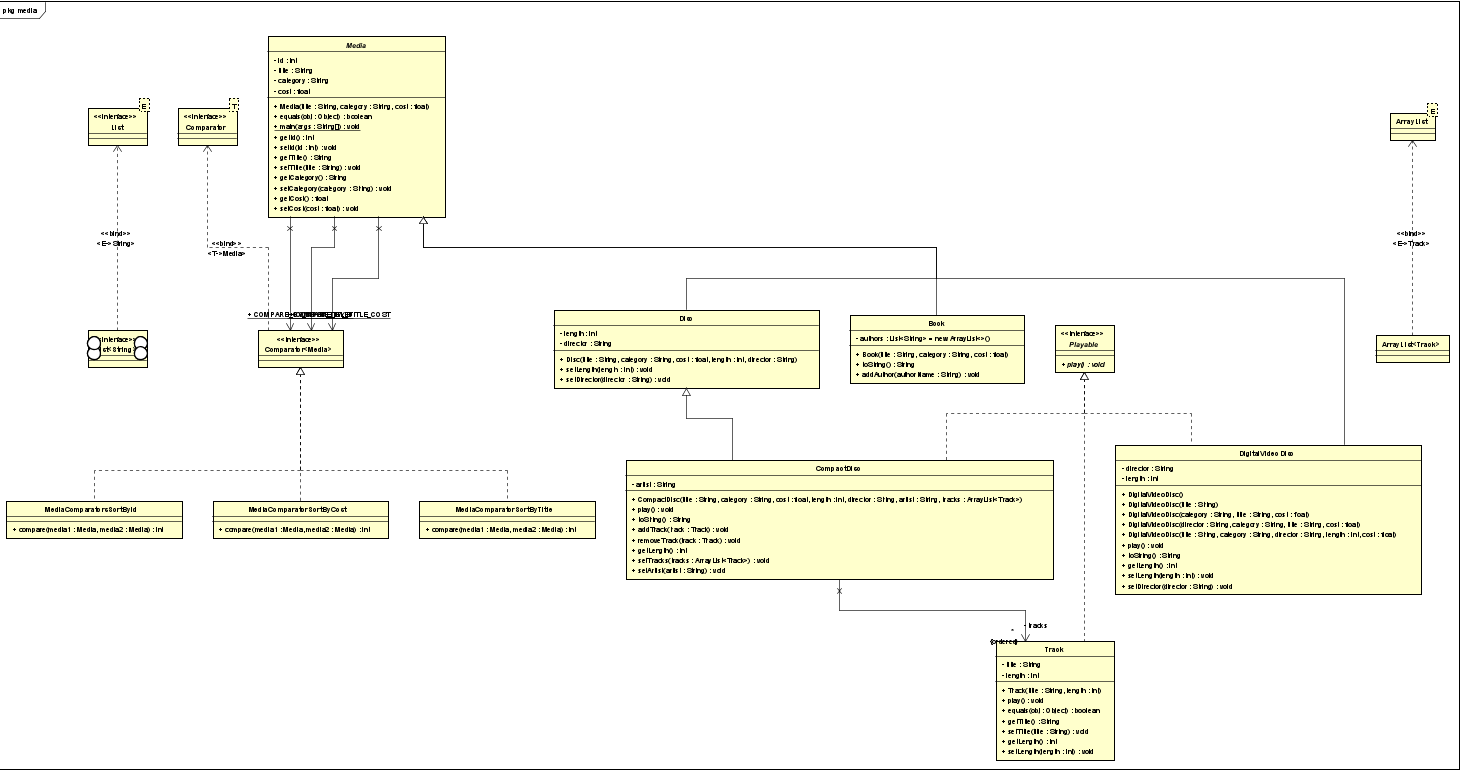 pkg media
Media
- id : int
- title : String
- category : String
- cost : float
+ Media(title : String, category : String, cost : float)
+ equals(obj : Object) : boolean
+ main(args : String[]) : void
+ getId() : int
+ setId(id : int) : void
+ getTitle() : String
+ setTitle(title : String) : void
+ getCategory() : String
+ setCategory(category : String) : void
+ getCost() : float
+ setCost(cost : float) : void
E
<<interface>>
List
T
<<interface>>
Comparator
E
ArrayList
<<bind>>
<E->String>
<<bind>>
<T->Media>
<<bind>>
<E->Track>
<<interface>>
<<interface>>
Comparator<Media>
Disc
- length : int
- director : String
+ Disc(title : String, category : String, cost : float, length : int, director : String)
+ setLength(length : int) : void
+ setDirector(director : String) : void
Book
- authors : List<String> = new ArrayList<>()
+ Book(title : String, category : String, cost : float)
+ toString() : String
+ addAuthor(authorName : String) : void
<<interface>>
Playable
+ play() : void
ArrayList<Track>
MediaComparatorsSortById
+ compare(media1 : Media, media2 : Media) : int
MediaComparatorSortByCost
+ compare(media1 : Media, media2 : Media) : int
MediaComparatorSortByTitle
+ compare(media1 : Media, media2 : Media) : int
CompactDisc
- artist : String
+ CompactDisc(title : String, category : String, cost : float, length : int, director : String, artist : String, tracks : ArrayList<Track>)
+ play() : void
+ toString() : String
+ addTrack(track : Track) : void
+ removeTrack(track : Track) : void
+ getLength() : int
+ setTracks(tracks : ArrayList<Track>) : void
+ setArtist(artist : String) : void
DigitalVideoDisc
- director : String
- length : int
+ DigitalVideoDisc()
+ DigitalVideoDisc(title : String)
+ DigitalVideoDisc(category : String, title : String, cost : float)
+ DigitalVideoDisc(director : String, category : String, title : String, cost : float)
+ DigitalVideoDisc(title : String, category : String, director : String, length : int, cost : float)
+ play() : void
+ toString() : String
+ getLength() : int
+ setLength(length : int) : void
+ setDirector(director : String) : void
- tracks
*
{ordered}
Track
- title : String
- length : int
+ Track(title : String, length : int)
+ play() : void
+ equals(obj : Object) : boolean
+ getTitle() : String
+ setTitle(title : String) : void
+ getLength() : int
+ setLength(length : int) : void